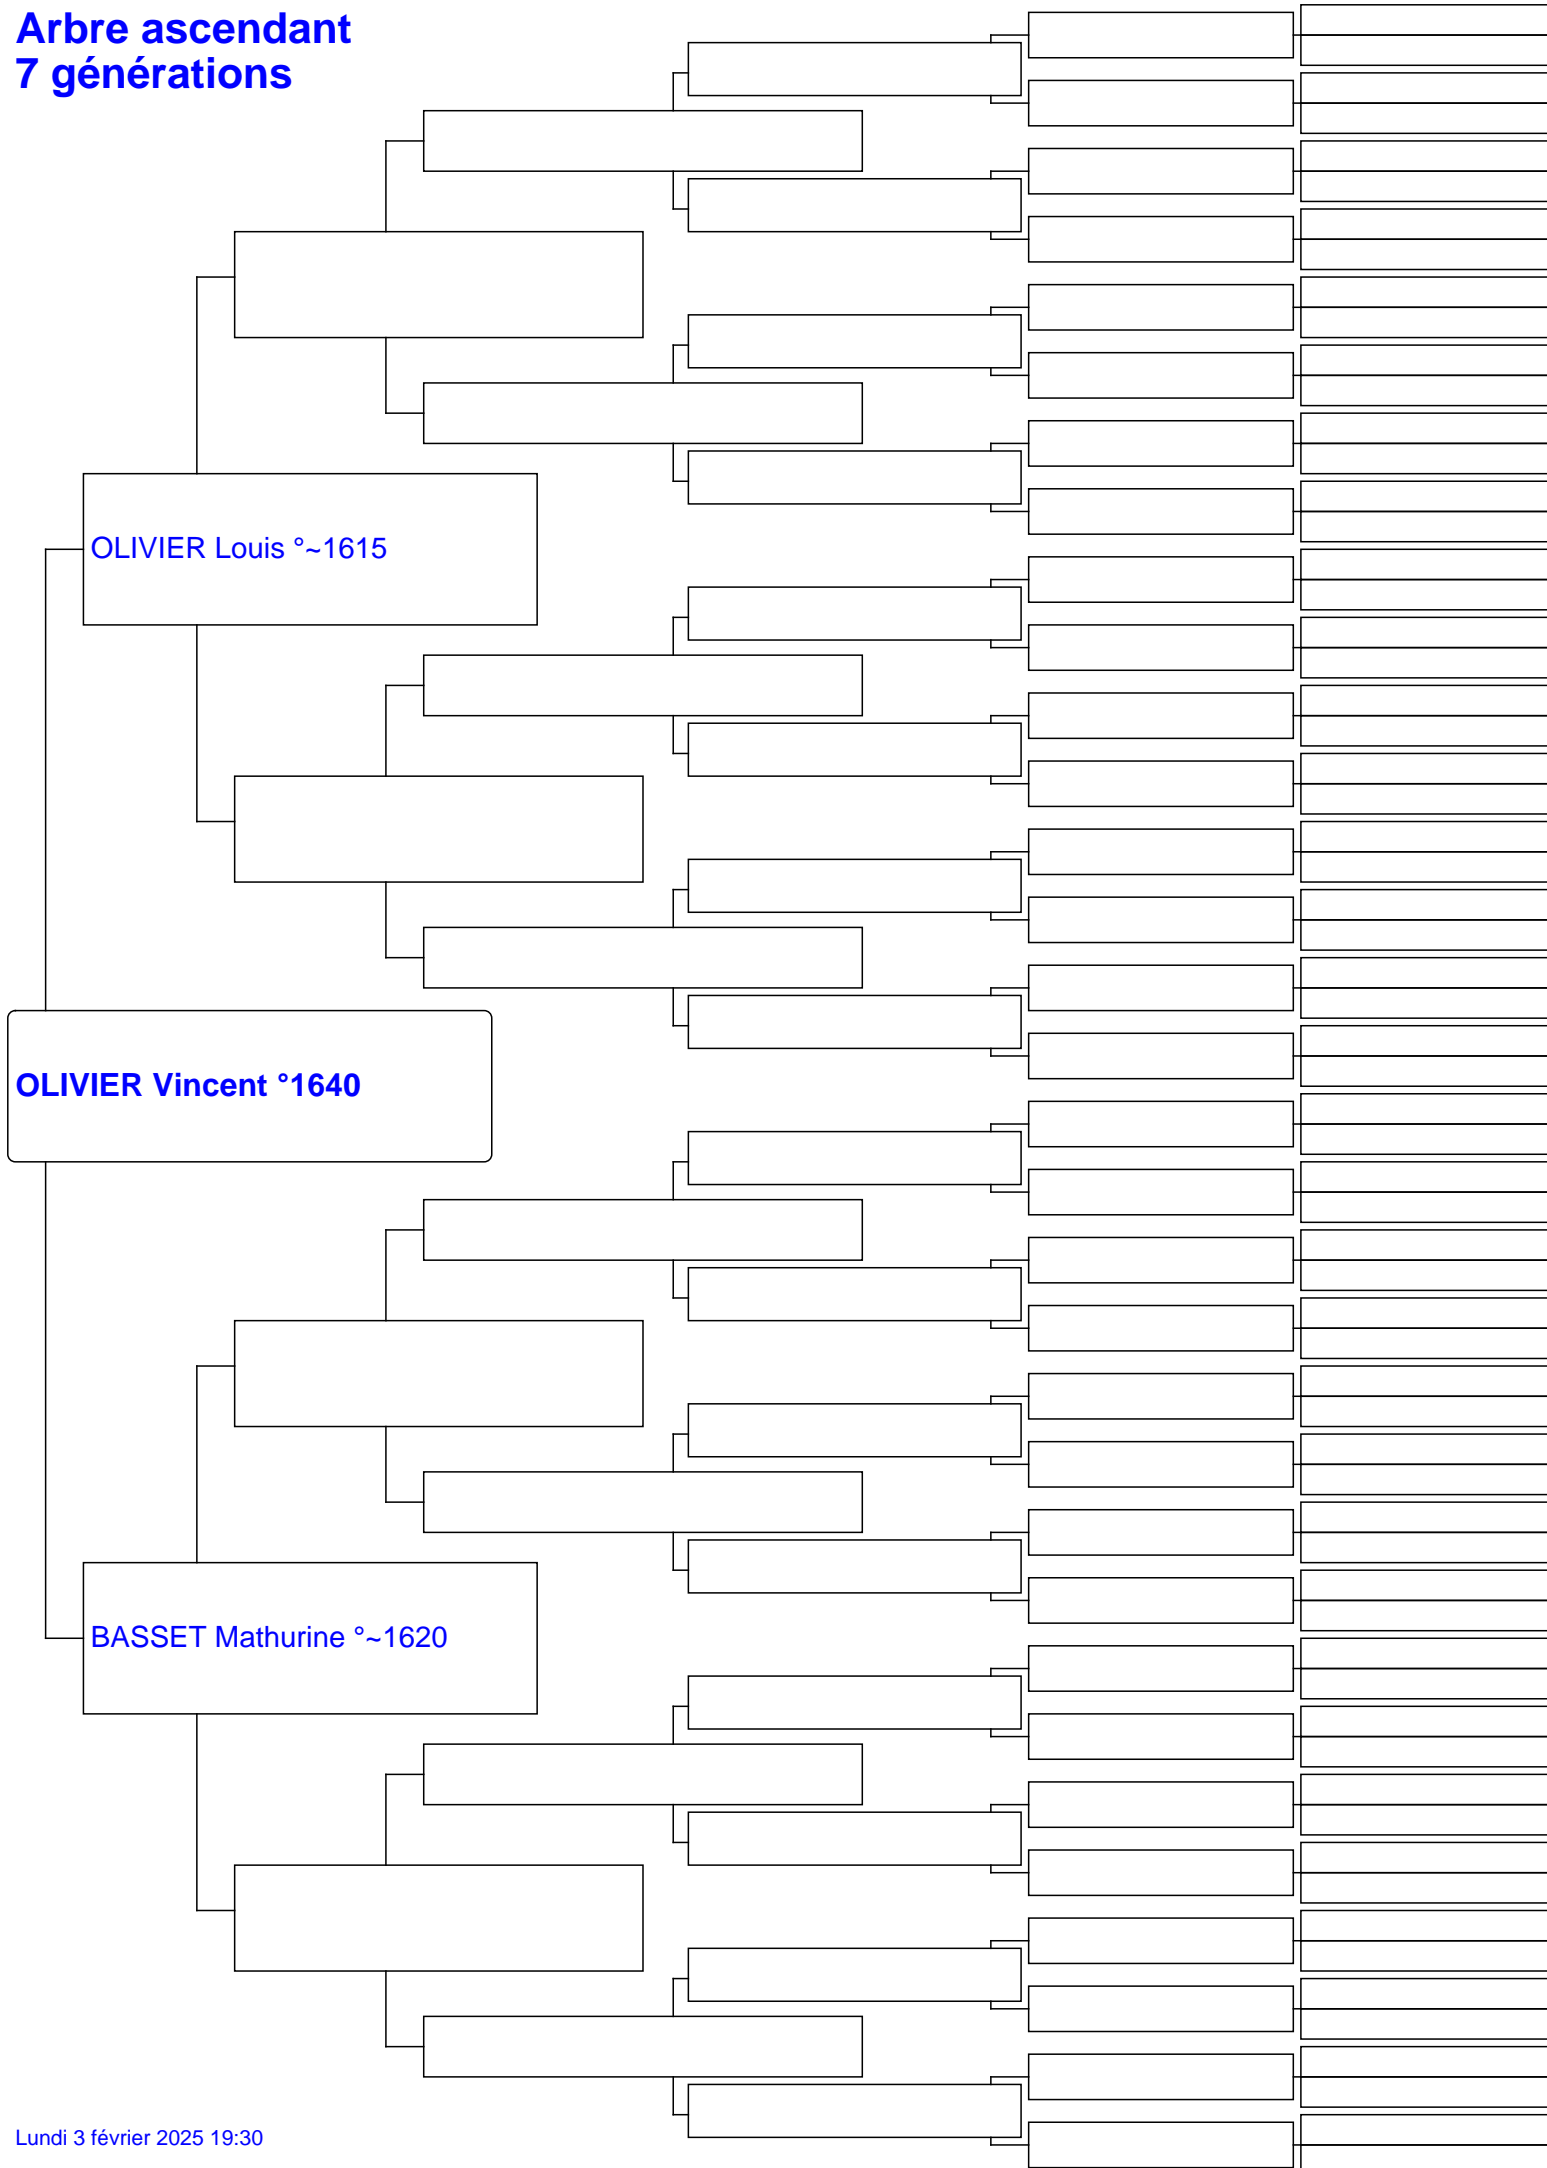 Arbre ascendant
7 générations
OLIVIER Louis °~1615
OLIVIER Vincent °1640
BASSET Mathurine °~1620
Lundi 3 février 2025 19:30